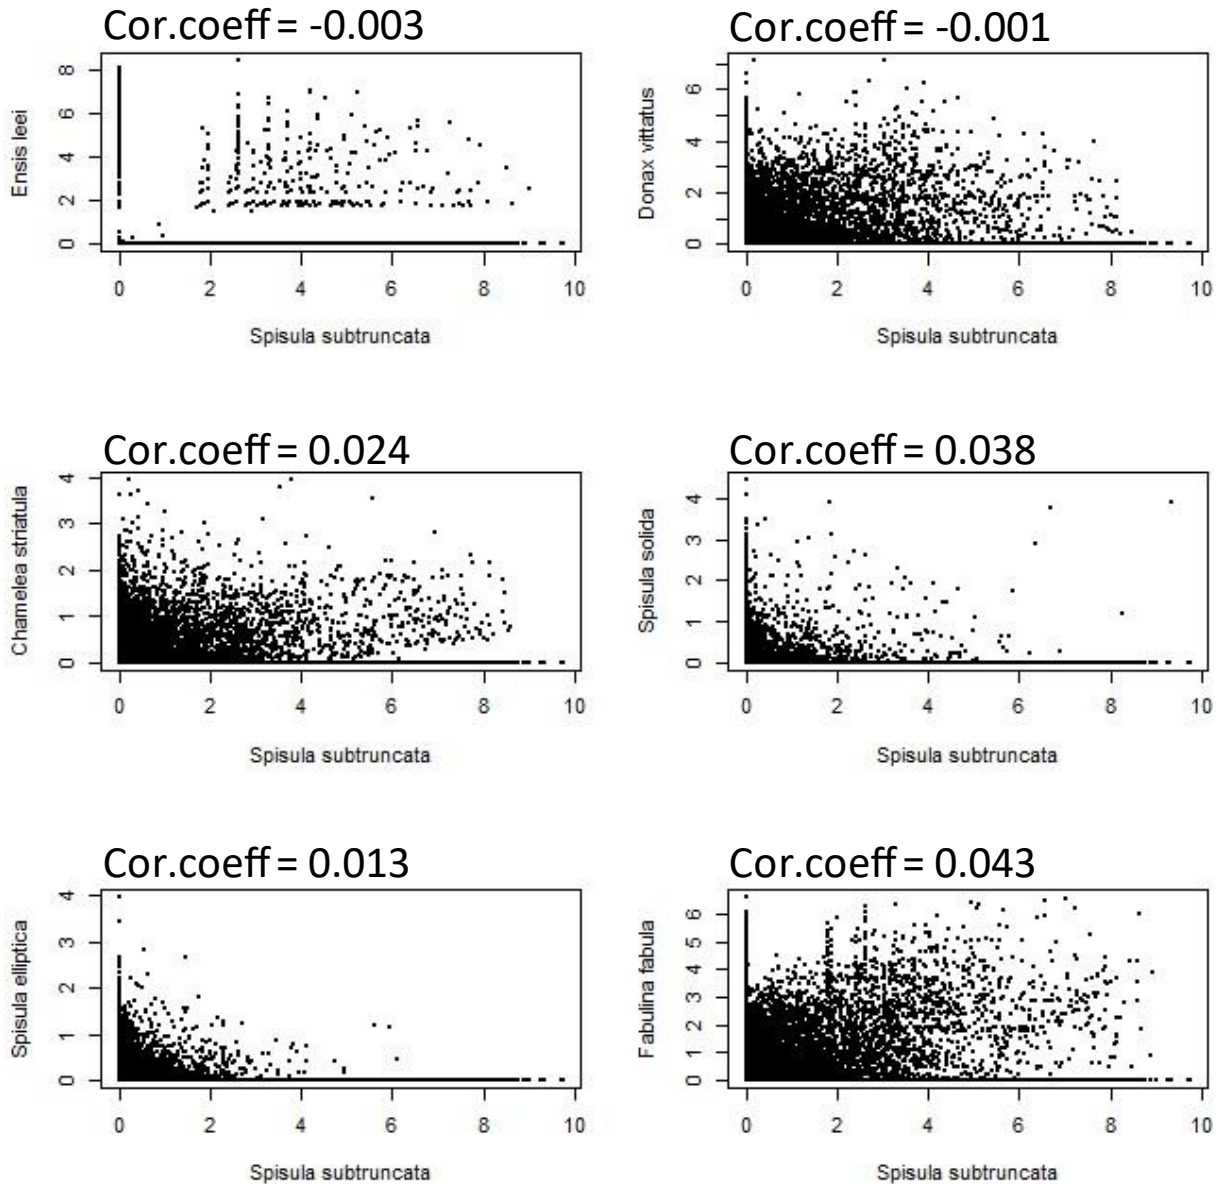 Cor.coeff = -0.003
8
6
4
2
0
Ensis leei
0 2 4 6 8 10
Spisula subtruncata
Cor.coeff = -0.001
6
4
2
0
Donax vittatus
0 2 4 6 8 10
Spisula subtruncata
Cor.coeff = 0.024
4
3
2
1
0
Chamelea striatula
0 2 4 6 8 10
Spisula subtruncata
Cor.coeff = 0.038
4
3
2
1
0
Spisula solida
0 2 4 6 8 10
Spisula subtruncata
Cor.coeff = 0.013
4
3
2
1
0
Spisula elliptica
0 2 4 6 8 10
Spisula subtruncata
Cor.coeff = 0.043
6
5
4
3
2
1
0
Fabulina fabula
0 2 4 6 8 10
Spisula subtruncata